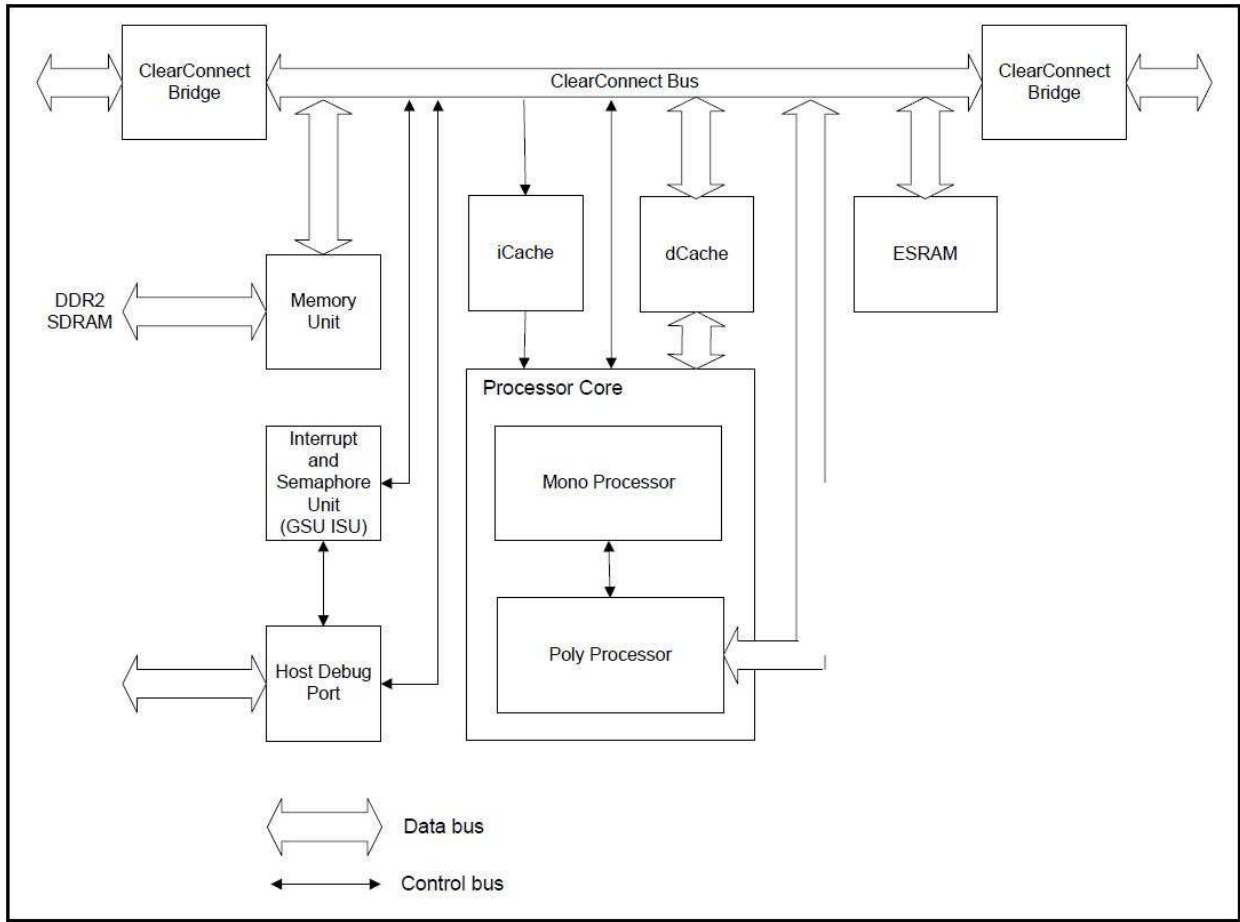 ClearConnect
Bridge
ClearConnect Bus
ClearConnect
Bridge
iCache
dCache
ESRAM
DDR2
SDRAM
Memory
Unit
Processor Core
Interrupt
and
Semaphore
Unit
(GSU ISU)
Mono Processor
Host Debug
Port
Poly Processor
Data bus
Control bus